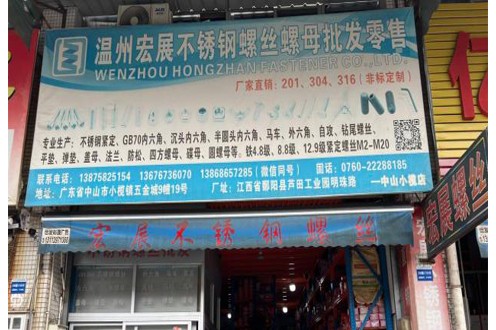 温州宏展不锈钢螺丝螺母批发零售
WENZHOU HONGZHAN FASTENER CO.,LTD.
厂家直销: 201、304、316 (非标定制)
专业生产: 不锈钢紧定、GB70内六角、沉头内六角、半圆头内六角、马车、外六角、自攻、钻尾螺丝、
平垫、弹垫、盖母、法兰、防松、四方螺母、碟母、圆螺母等。铁4.8级、8.8级、12.9级紧定螺丝M2-M20
联系电话: 13875825154 13676736070 13868657285(微信同号) 固话: 0760-22288185
地址: 广东省中山市小榄镇五金城9幢19号 厂址: 江西省鄱阳县芦田工业园明珠路 一中山小榄店
宏展不锈钢螺丝
宏展螺丝